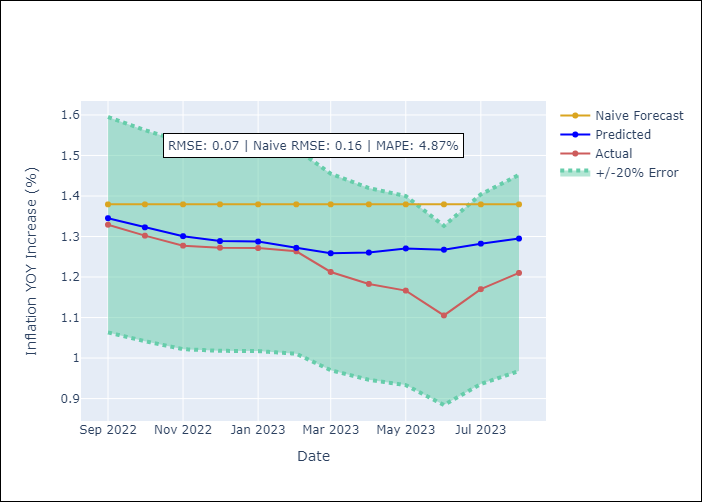 RMSE: 0.07 | Naive RMSE: 0.16 | MAPE: 4.87%
Naive Forecast
Predicted
Actual
+/-20% Error
Inflation YOY Increase (%)
1.6
1.5
1.4
1.3
1.2
1.1
1
0.9
Sep 2022
Nov 2022
Jan 2023
Mar 2023
May 2023
Jul 2023
Date